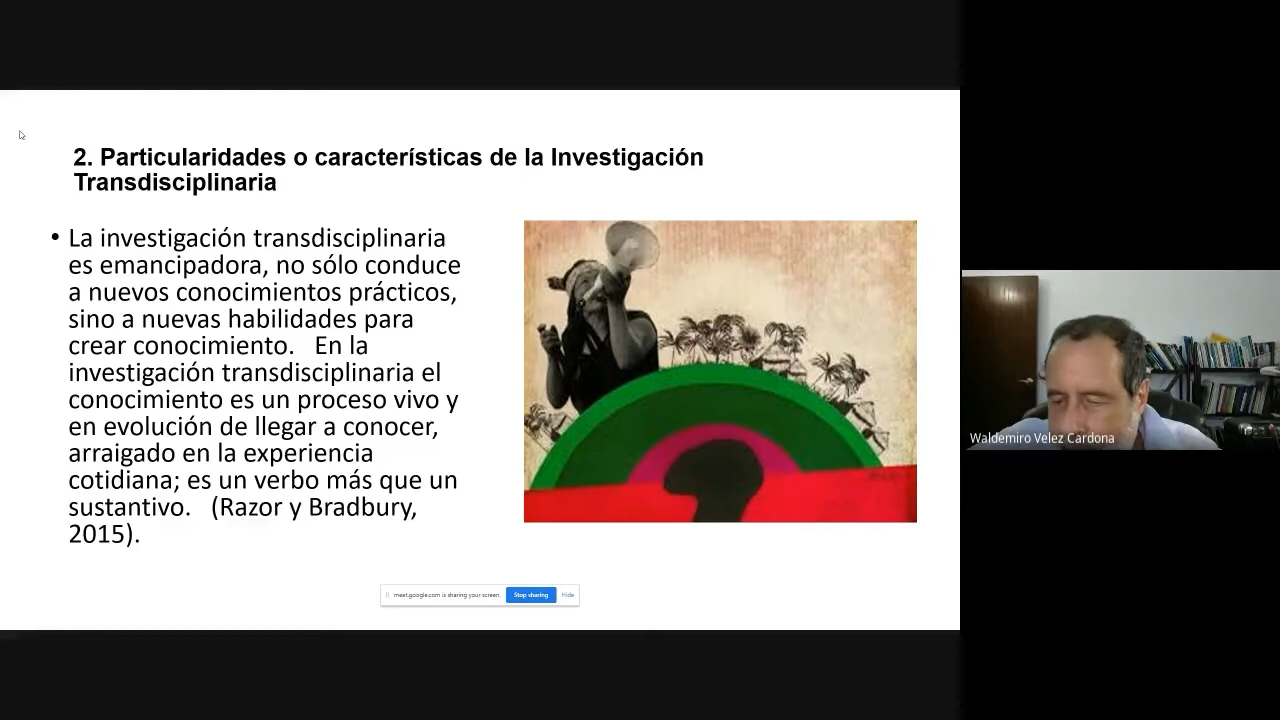 2. Particularidades o características de la Investigación
Transdisciplinaria
• La investigación transdisciplinaria
es emancipadora, no sólo conduce
a nuevos conocimientos prácticos,
sino a nuevas habilidades para
crear conocimiento. En la
investigación transdisciplinaria el
conocimiento es un proceso vivo y
en evolución de llegar a conocer,
arraigado en la experiencia
cotidiana; es un verbo más que un
sustantivo. (Razor y Bradbury,
2015).
meet.google.com is sharing your screen. Stop sharing Hide
Waldemiro Velez Cardona